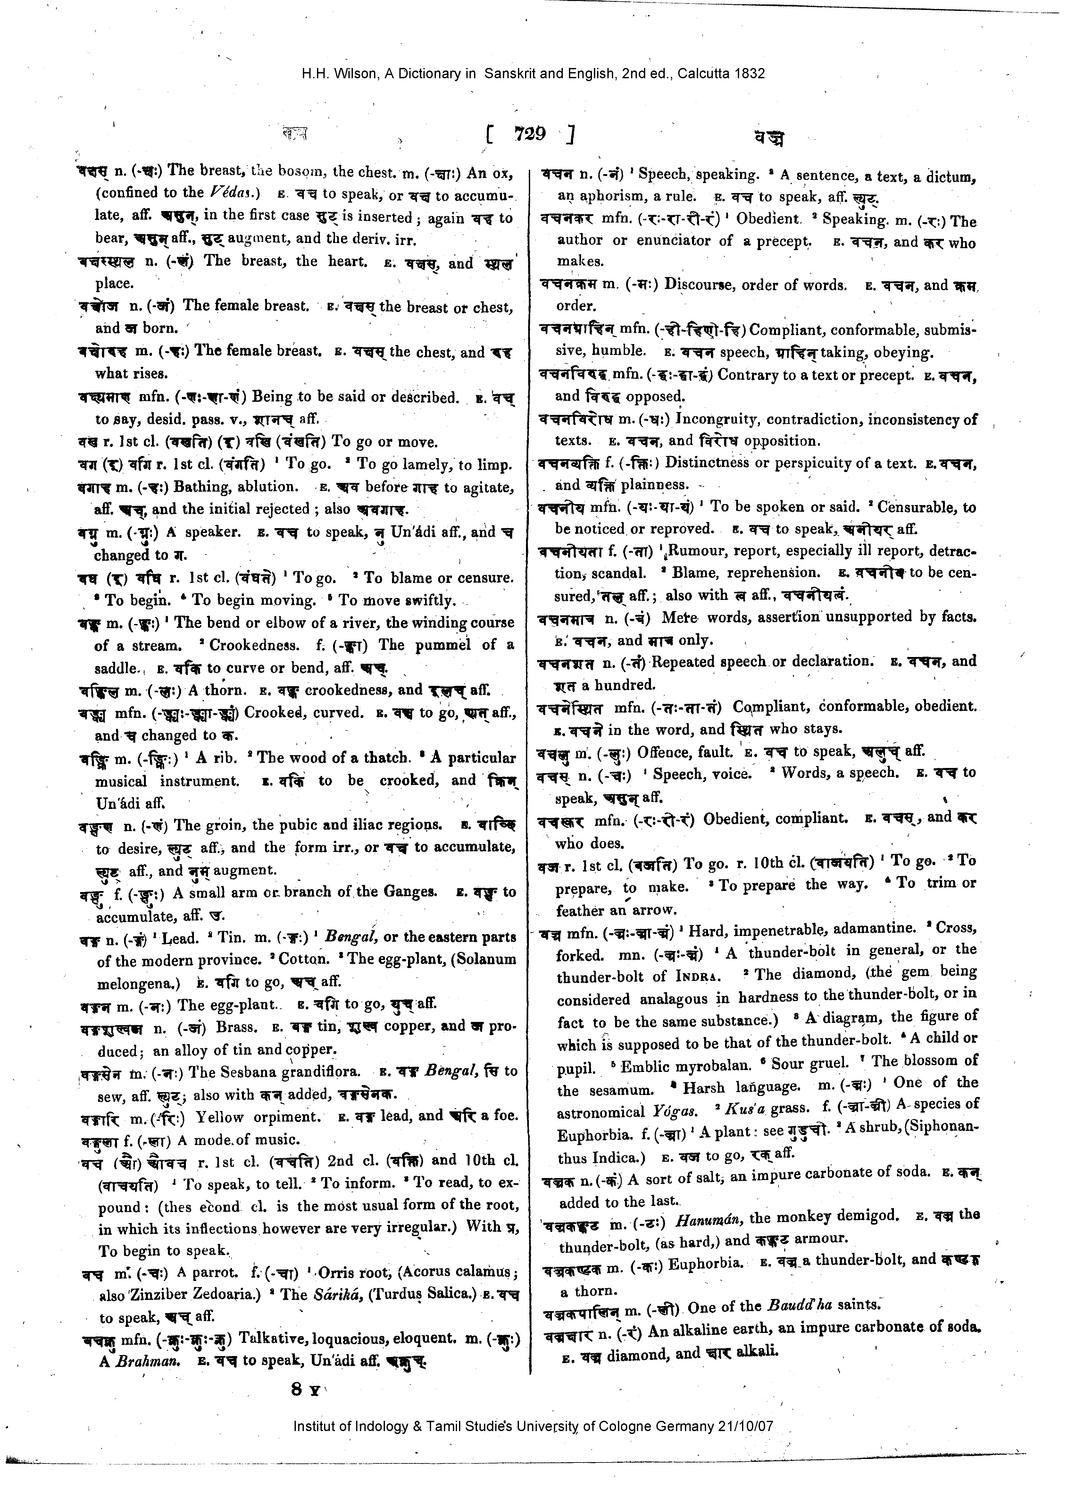 H.H. Wilson, A Dictionary in Sanskrit and English, 2nd ed., Calcutta 1832
वच [ 729 ] वज्र
वक्षस् n. (-क्षः) The breast, the bosom, the chest. m. (-क्षाः) An ox,
(confined to the Védas.) E. वच to speak, or वक्ष to accumu-
late, aff. असुन्, in the first case सुट् is inserted; again वह to
bear, असुन् aff., सुट् augment, and the deriv. irr.
वक्षस्थल n. (-लं) The breast, the heart. E. वक्षस्, and स्थल
place.
वक्षोज n. (-जं) The female breast. E. वक्षस् the breast or chest,
and ज born.
वक्षोरुह m. (-हः) The female breast. E. वक्षस् the chest, and रुह
what rises.
वक्ष्यमाण mfn. (-णः-णा-णं) Being to be said or described. E. वच्
to say, desid. pass. v., शानच् aff.
वख r. 1st cl. (वखति) (इ) वखि (वंखति) To go or move.
वग (इ) वगि r. 1st cl. (वंगति) ¹ To go. ² To go lamely, to limp.
वगाह m. (-हः) Bathing, ablution. E. अव before गाह to agitate,
aff. घञ्, and the initial rejected; also अवगाह.
वग्नु m. (-ग्नुः) A speaker. E. वच to speak, नु Un'ádi aff., and च
changed to ग.
वघ (इ) वघि r. 1st cl. (वंघते) ¹ To go. ² To blame or censure.
³ To begin. ⁴ To begin moving. ⁵ To move swiftly.
वङ्क m. (-ङ्कः) ¹ The bend or elbow of a river, the winding course
of a stream. ² Crookedness. f. (-ङ्का) The pummel of a
saddle. E. वकि to curve or bend, aff. अच्.
वङ्किल m. (-लः) A thorn. E. वङ्क crookedness, and इलच् aff.
वङ्क्य mfn. (-ङ्क्यः-ङ्क्या-ङ्क्यं) Crooked, curved. E. वञ्च to go, ण्यत् aff.,
and च changed to क.
वङ्क्रि m. (-ङ्क्रिः) ¹ A rib. ² The wood of a thatch. ³ A particular
musical instrument. E. वकि to be crooked, and क्रिन्
Un'ádi aff.
वङ्क्षण n. (-णं) The groin, the pubic and iliac regions. E. वाक्षि
to desire, ल्युट् aff., and the form irr., or वक्ष to accumulate,
ल्युट् aff., and नुम् augment.
वङ्क्षु f. (-ङ्क्षुः) A small arm or branch of the Ganges. E. वक्ष to
accumulate, aff. उ.
वङ्ग n. (-ङ्गं) ¹ Lead. ² Tin. m. (-ङ्गः) ¹ Bengal, or the eastern parts
of the modern province. ² Cotton. ³ The egg-plant, (Solanum
melongena.) E. वगि to go, अच् aff.
वङ्गन m. (-नः) The egg-plant. E. वगि to go, युच् aff.
वङ्गशुल्वज n. (-जं) Brass. E. वङ्ग tin, शुल्व copper, and ज pro-
duced; an alloy of tin and copper.
वङ्गसेन m. (-नः) The Sesbana grandiflora. E. वङ्ग Bengal, सि to
sew, aff. ल्युट्; also with कन् added, वङ्गसेनक.
वङ्गारि m. (-रिः) Yellow orpiment. E. वङ्ग lead, and अरि a foe.
वङ्गुला f. (-ला) A mode of music.
वच (औ) औवच r. 1st cl. (वचति) 2nd cl. (वक्ति) and 10th cl.
(वाचयति) ¹ To speak, to tell. ² To inform. ³ To read, to ex-
pound: (thes econd cl. is the most usual form of the root,
in which its inflections however are very irregular.) With प्र,
To begin to speak.
वच m. (-चः) A parrot. f. (-चा) ¹ Orris root, (Acorus calamus;
also Zinziber Zedoaria.) ² The Sáriká, (Turdus Salica.) E. वच
to speak, अच् aff.
वचक्नु mfn. (-क्नुः-क्नुः-क्नु) Talkative, loquacious, eloquent. m. (-क्नुः)
A Brahman. E. वच to speak, Un'ádi aff. अक्नुच्.
8 Y
वचन n. (-नं) ¹ Speech, speaking. ² A sentence, a text, a dictum,
an aphorism, a rule. E. वच to speak, aff. ल्युट्.
वचनकर mfn. (-रः-रा-री-रं) ¹ Obedient. ² Speaking. m. (-रः) The
author or enunciator of a precept. E. वचन, and कर who
makes.
वचनक्रम m. (-मः) Discourse, order of words. E. वचन, and क्रम
order.
वचनग्राहिन् mfn. (-ही-हिणी-हि) Compliant, conformable, submis-
sive, humble. E. वचन speech, ग्राहिन् taking, obeying.
वचनविरुद्ध mfn. (-द्धः-द्धा-द्धं) Contrary to a text or precept. E. वचन,
and विरुद्ध opposed.
वचनविरोध m. (-धः) Incongruity, contradiction, inconsistency of
texts. E. वचन, and विरोध opposition.
वचनव्यक्ति f. (-क्तिः) Distinctness or perspicuity of a text. E. वचन,
and व्यक्ति plainness.
वचनीय mfn. (-यः-या-यं) ¹ To be spoken or said. ² Censurable, to
be noticed or reproved. E. वच to speak, अनीयर् aff.
वचनीयता f. (-ता) ¹ Rumour, report, especially ill report, detrac-
tion, scandal. ² Blame, reprehension. E. वचनीय to be cen-
sured, तल् aff.; also with त्व aff., वचनीयत्वं.
वचनमात्र n. (-त्रं) Mere words, assertion unsupported by facts.
E. वचन, and मात्र only.
वचनशत n. (-तं) Repeated speech or declaration. E. वचन, and
शत a hundred.
वचनेस्थित mfn. (-तः-ता-तं) Compliant, conformable, obedient.
E. वचने in the word, and स्थित who stays.
वचलु m. (-लुः) Offence, fault. E. वच to speak, अलुच् aff.
वचस् n. (-चः) ¹ Speech, voice. ² Words, a speech. E. वच to
speak, असुन् aff.
वचस्कर mfn. (-रः-री-रं) Obedient, compliant. E. वचस्, and कर
who does.
वज r. 1st cl. (वजति) To go. r. 10th cl. (वाजयति) ¹ To go. ² To
prepare, to make. ³ To prepare the way. ⁴ To trim or
feather an arrow.
वज्र mfn. (-ज्रः-ज्रा-ज्रं) ¹ Hard, impenetrable, adamantine. ² Cross,
forked. mn. (-ज्रः-ज्रं) ¹ A thunder-bolt in general, or the
thunder-bolt of INDRA. ² The diamond, (the gem being
considered analagous in hardness to the thunder-bolt, or in
fact to be the same substance.) ³ A diagram, the figure of
which is supposed to be that of the thunder-bolt. ⁴ A child or
pupil. ⁵ Emblic myrobalan. ⁶ Sour gruel. ⁷ The blossom of
the sesamum. ⁸ Harsh language. m. (-ज्रः) ¹ One of the
astronomical Yógas. ² Kus'a grass. f. (-ज्रा-ज्री) A species of
Euphorbia. f. (-ज्रा) ¹ A plant: see गुडुची. ² A shrub, (Siphonan-
thus Indica.) E. वज to go, रक् aff.
वज्रक n. (-कं) A sort of salt, an impure carbonate of soda. E. कन्
added to the last.
वज्रकङ्कट m. (-टः) Hanumán, the monkey demigod. E. वज्र the
thunder-bolt, (as hard,) and कङ्कट armour.
वज्रकण्टक m. (-कः) Euphorbia. E. वज्र a thunder-bolt, and कण्टक
a thorn.
वज्रकपालिन् m. (-ली) One of the Bauddha saints.
वज्रक्षार n. (-रं) An alkaline earth, an impure carbonate of soda.
E. वज्र diamond, and क्षार alkali.
Institut of Indology & Tamil Studies University of Cologne Germany 21/10/07